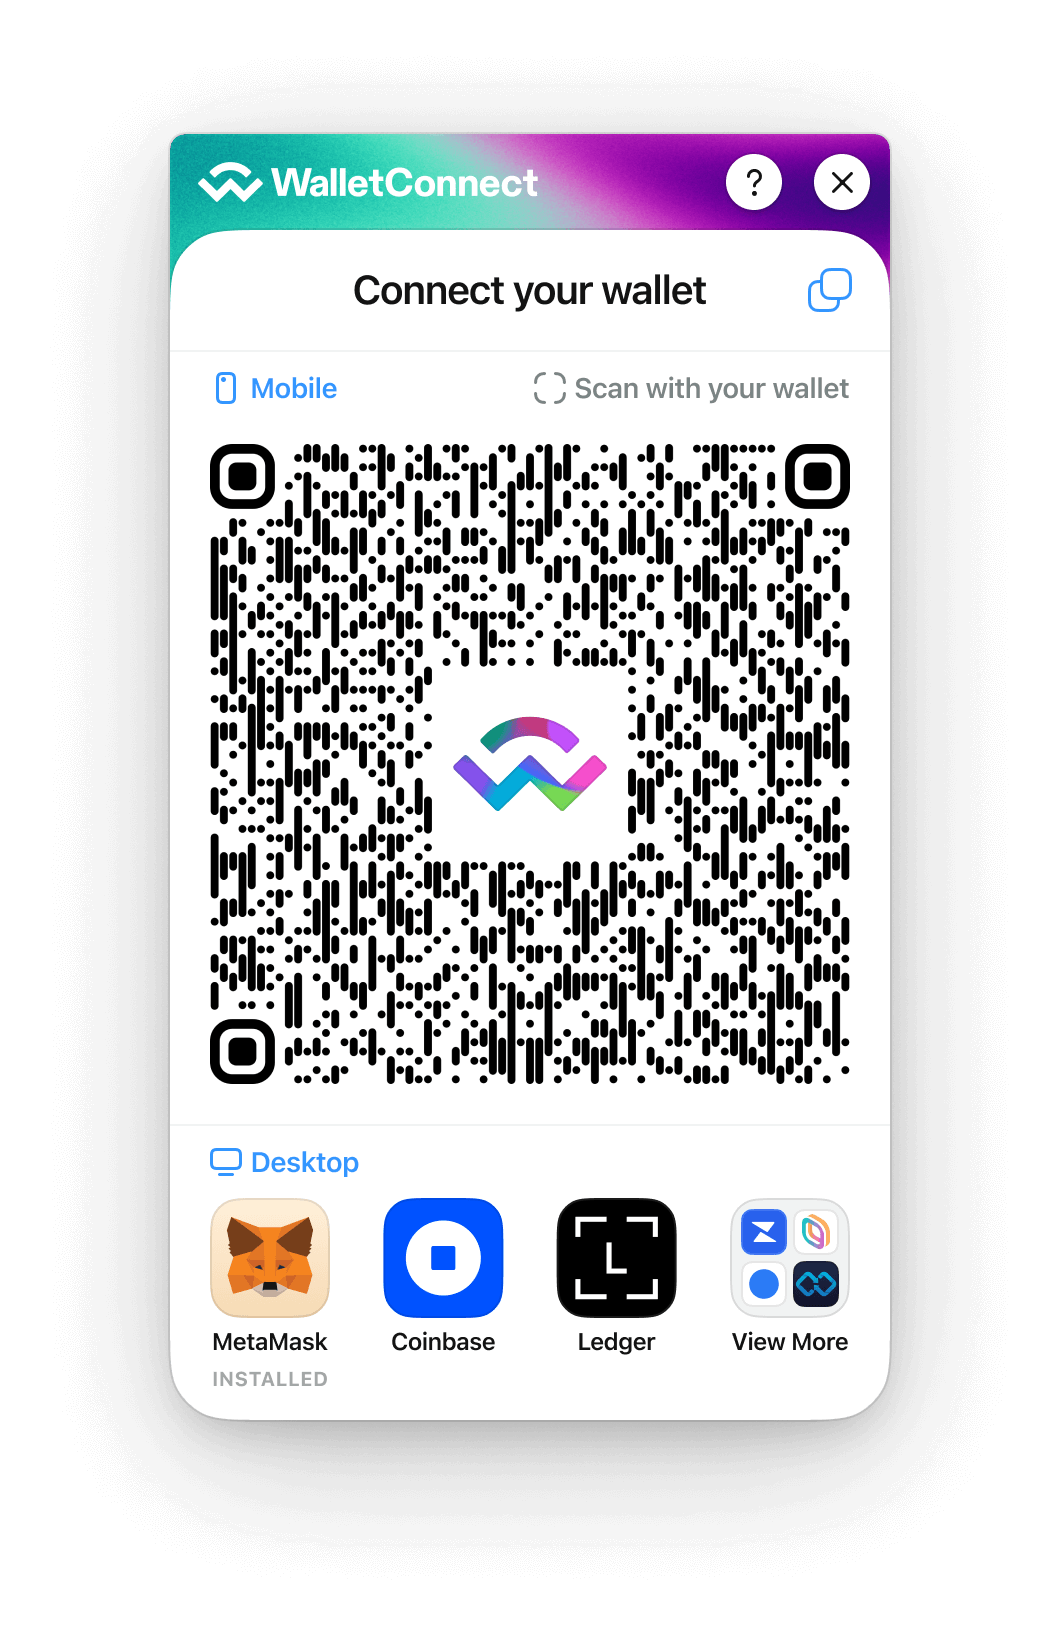 WalletConnect
?
Connect your wallet
Mobile
Scan with your wallet
Desktop
L
MetaMask
Coinbase
Ledger
View More
INSTALLED